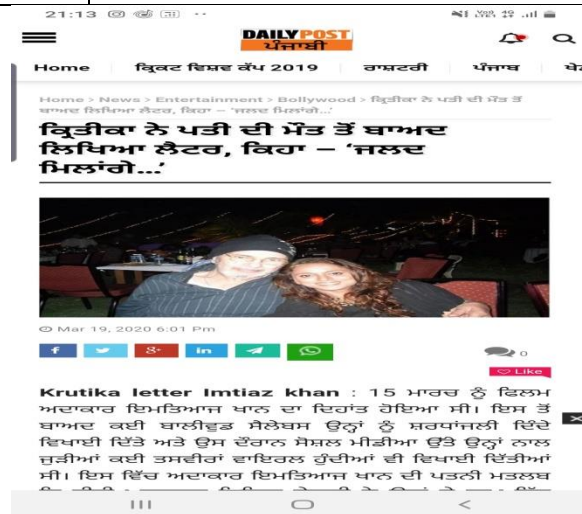 21:13
DAILY POST
ਪੰਜਾਬੀ
Home ਕ੍ਰਿਕਟ ਵਿਸ਼ਵ ਕੱਪ 2019 ਰਾਸ਼ਟਰੀ ਪੰਜਾਬ
Home > News > Entertainment > Bollywood > ਕ੍ਰਿਤੀਕਾ ਨੇ ਪਤੀ ਦੀ ਮੌਤ ਤੋਂ
ਬਾਅਦ ਲਿਖਿਆ ਲੈਟਰ, ਕਿਹਾ – 'ਜਲਦ ਮਿਲਾਂਗੇ...'
ਕ੍ਰਿਤੀਕਾ ਨੇ ਪਤੀ ਦੀ ਮੌਤ ਤੋਂ ਬਾਅਦ
ਲਿਖਿਆ ਲੈਟਰ, ਕਿਹਾ – 'ਜਲਦ
ਮਿਲਾਂਗੇ...'
Mar 19, 2020 6:01 Pm
0
Like
Krutika letter Imtiaz khan : 15 ਮਾਰਚ ਨੂੰ ਫਿਲਮ
ਅਦਾਕਾਰ ਇਮਤਿਆਜ ਖਾਨ ਦਾ ਦਿਹਾਂਤ ਹੋਇਆ ਸੀ। ਇਸ ਤੋਂ
ਬਾਅਦ ਕਈ ਬਾਲੀਵੁਡ ਸੈਲੇਬਸ ਉਨ੍ਹਾਂ ਨੂੰ ਸ਼ਰਧਾਂਜਲੀ ਦਿੰਦੇ
ਵਿਖਾਈ ਦਿੱਤੇ ਅਤੇ ਉਸ ਦੌਰਾਨ ਸੋਸ਼ਲ ਮੀਡੀਆ ਉੱਤੇ ਉਨ੍ਹਾਂ ਨਾਲ
ਜੁੜੀਆਂ ਕਈ ਤਸਵੀਰਾਂ ਵਾਇਰਲ ਹੁੰਦੀਆਂ ਵੀ ਵਿਖਾਈ ਦਿੱਤੀਆਂ
ਸੀ। ਇਸ ਵਿੱਚ ਅਦਾਕਾਰ ਇਮਤਿਆਜ ਖਾਨ ਦੀ ਪਤਨੀ ਮਤਲਬ